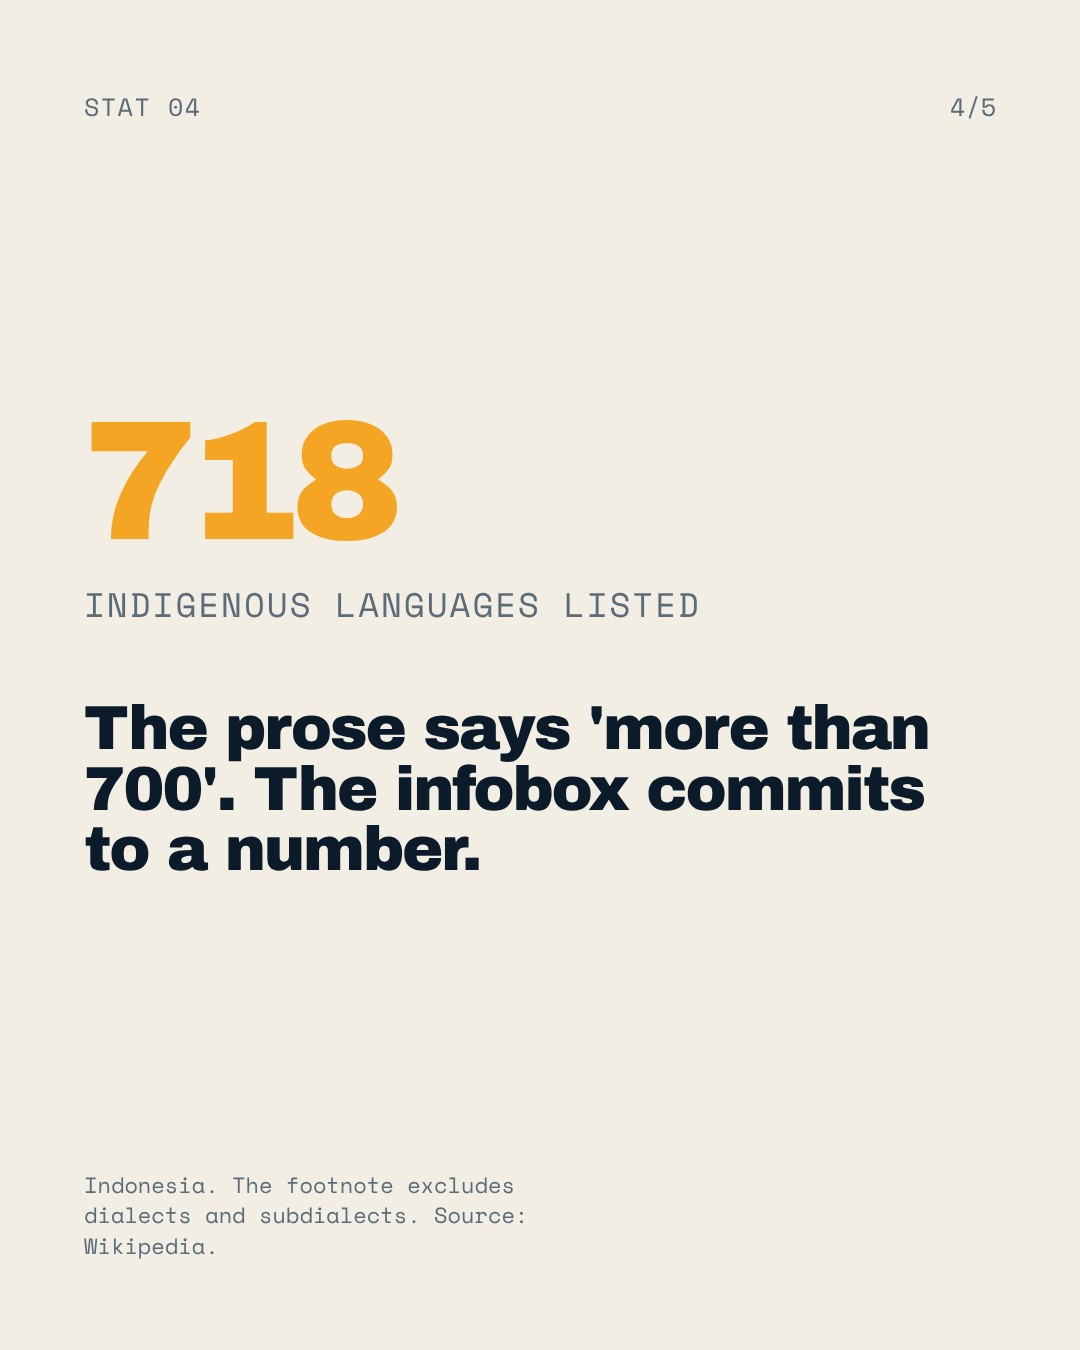 STAT 04
4/5
718
INDIGENOUS LANGUAGES LISTED
The prose says 'more than
700'. The infobox commits
to a number.
Indonesia. The footnote excludes
dialects and subdialects. Source:
Wikipedia.